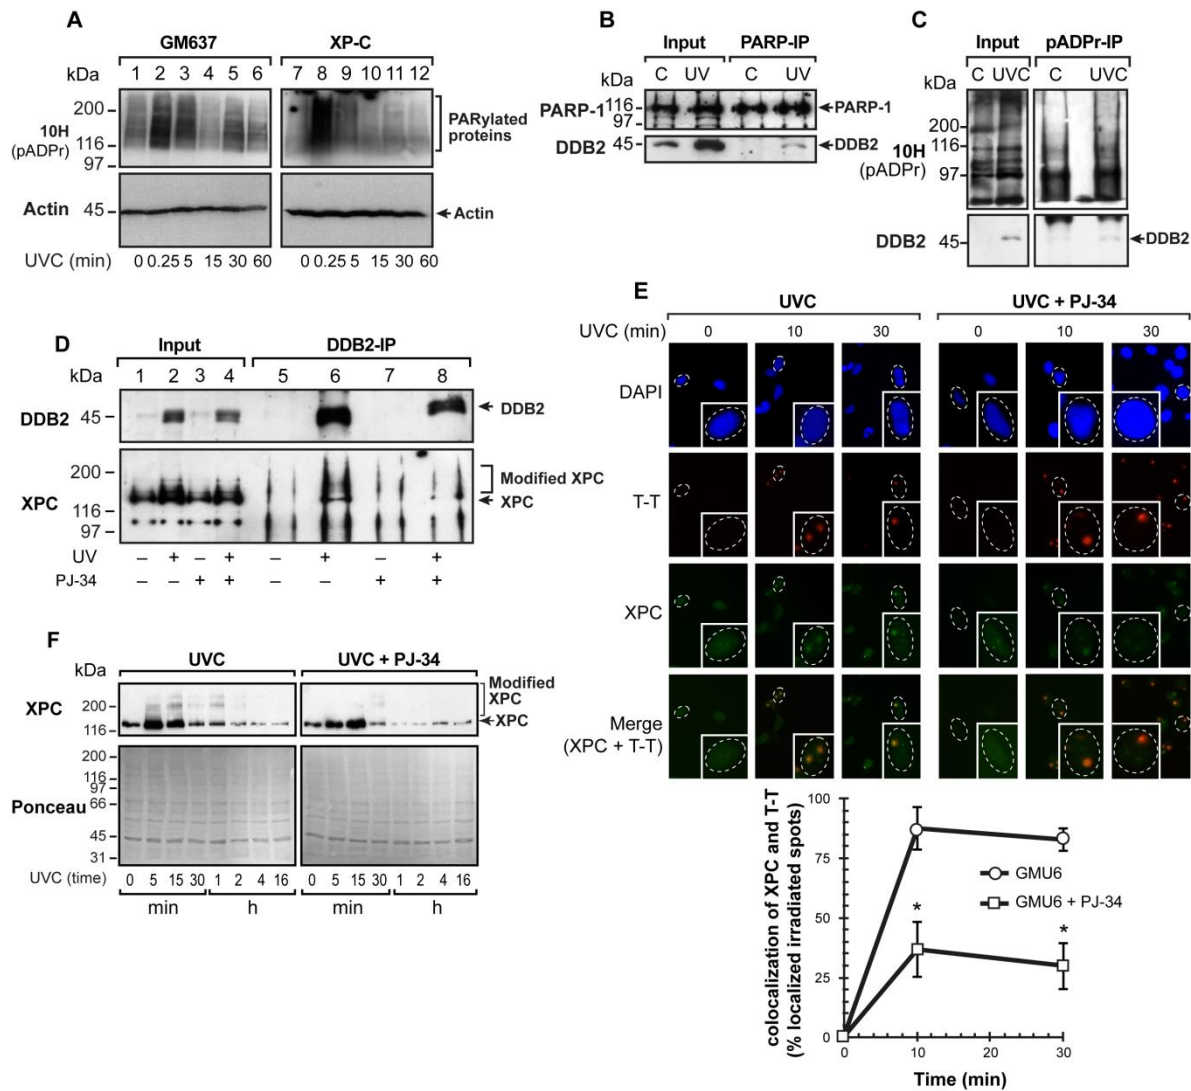 A
GM637 XP-C
kDa 1 2 3 4 5 6 7 8 9 10 11 12
200
10H 116
(pADPr)
97
PARylated
proteins
Actin 45 Actin
UVC (min) 0 0.25 5 15 30 60 0 0.25 5 15 30 60
B
Input PARP-IP
C UV C UV
kDa
PARP-1 116 PARP-1
97
DDB2 45 DDB2
C
Input pADPr-IP
C UVC C UVC
kDa
200
116
10H
(pADPr) 97
DDB2 45 DDB2
D
Input DDB2-IP
kDa 1 2 3 4 5 6 7 8
DDB2 45 DDB2
200 Modified XPC
XPC XPC
116
97
UV – + – + – + – +
PJ-34 – – + + – – + +
E
UVC UVC + PJ-34
UVC (min) 0 10 30 0 10 30
DAPI
T-T
XPC
Merge
(XPC + T-T)
colocalization of XPC and T-T
(% localized irradiated spots)
100
75
50
25
0
GMU6
GMU6 + PJ-34
* *
0 10 20 30
Time (min)
F
UVC UVC + PJ-34
kDa
XPC 200 Modified
XPC
116 XPC
200
116
97
Ponceau 66
45
31
UVC (time) 0 5 15 30 1 2 4 16 0 5 15 30 1 2 4 16
min h min h